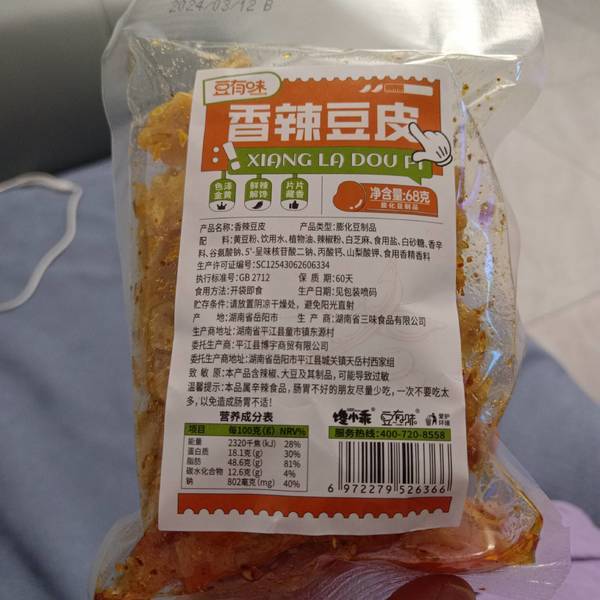 2024/03/12 B
豆有味
香辣豆皮
XIANG LA DOU PI
色泽金黄
鲜辣解馋
片片藏香
净含量:68克
膨化豆制品
产品名称:香辣豆皮 产品类型:膨化豆制品
配 料:黄豆粉、饮用水、植物油、辣椒粉、白芝麻、食用盐、白砂糖、香辛
料、谷氨酸钠、5'-呈味核苷酸二钠、丙酸钙、山梨酸钾、食用香精香料
生产许可证编号:SC12543062606334
执行标准号:GB 2712 保 质 期:60天
食用方法:开袋即食 生产日期:见包装喷码
贮存条件:请放置阴凉干燥处，避免阳光直射
产 地:湖南省岳阳市 生 产 商:湖南省三味食品有限公司
生产商地址:湖南省平江县童市镇东源村
委托生产商:平江县博宇商贸有限公司
委托生产商地址:湖南省岳阳市平江县城关镇天岳村西家组
致 敏 原:本产品含辣椒、大豆及其制品，可能导致过敏
温馨提示:本品属辛辣食品，肠胃不好的朋友尽量少吃，一次不要吃太
多，以免造成肠胃不适！
营养成分表
项目 每100克(g) NRV%
能量 2320千焦(kJ) 28%
蛋白质 18.1克(g) 30%
脂肪 48.6克(g) 81%
碳水化合物 12.6克(g) 4%
钠 802毫克(mg) 40%
馋小乖 豆有味 爱护环境
服务热线:400-720-8558
6 972279 526366